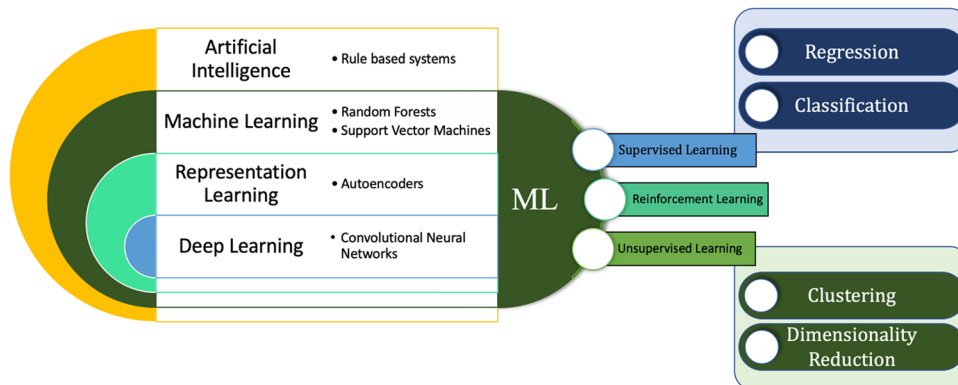 Artificial
Intelligence
• Rule based systems
Machine Learning
• Random Forests
• Support Vector Machines
Representation
Learning
• Autoencoders
Deep Learning
• Convolutional Neural
Networks
ML
Supervised Learning
Reinforcement Learning
Unsupervised Learning
Regression
Classification
Clustering
Dimensionality
Reduction